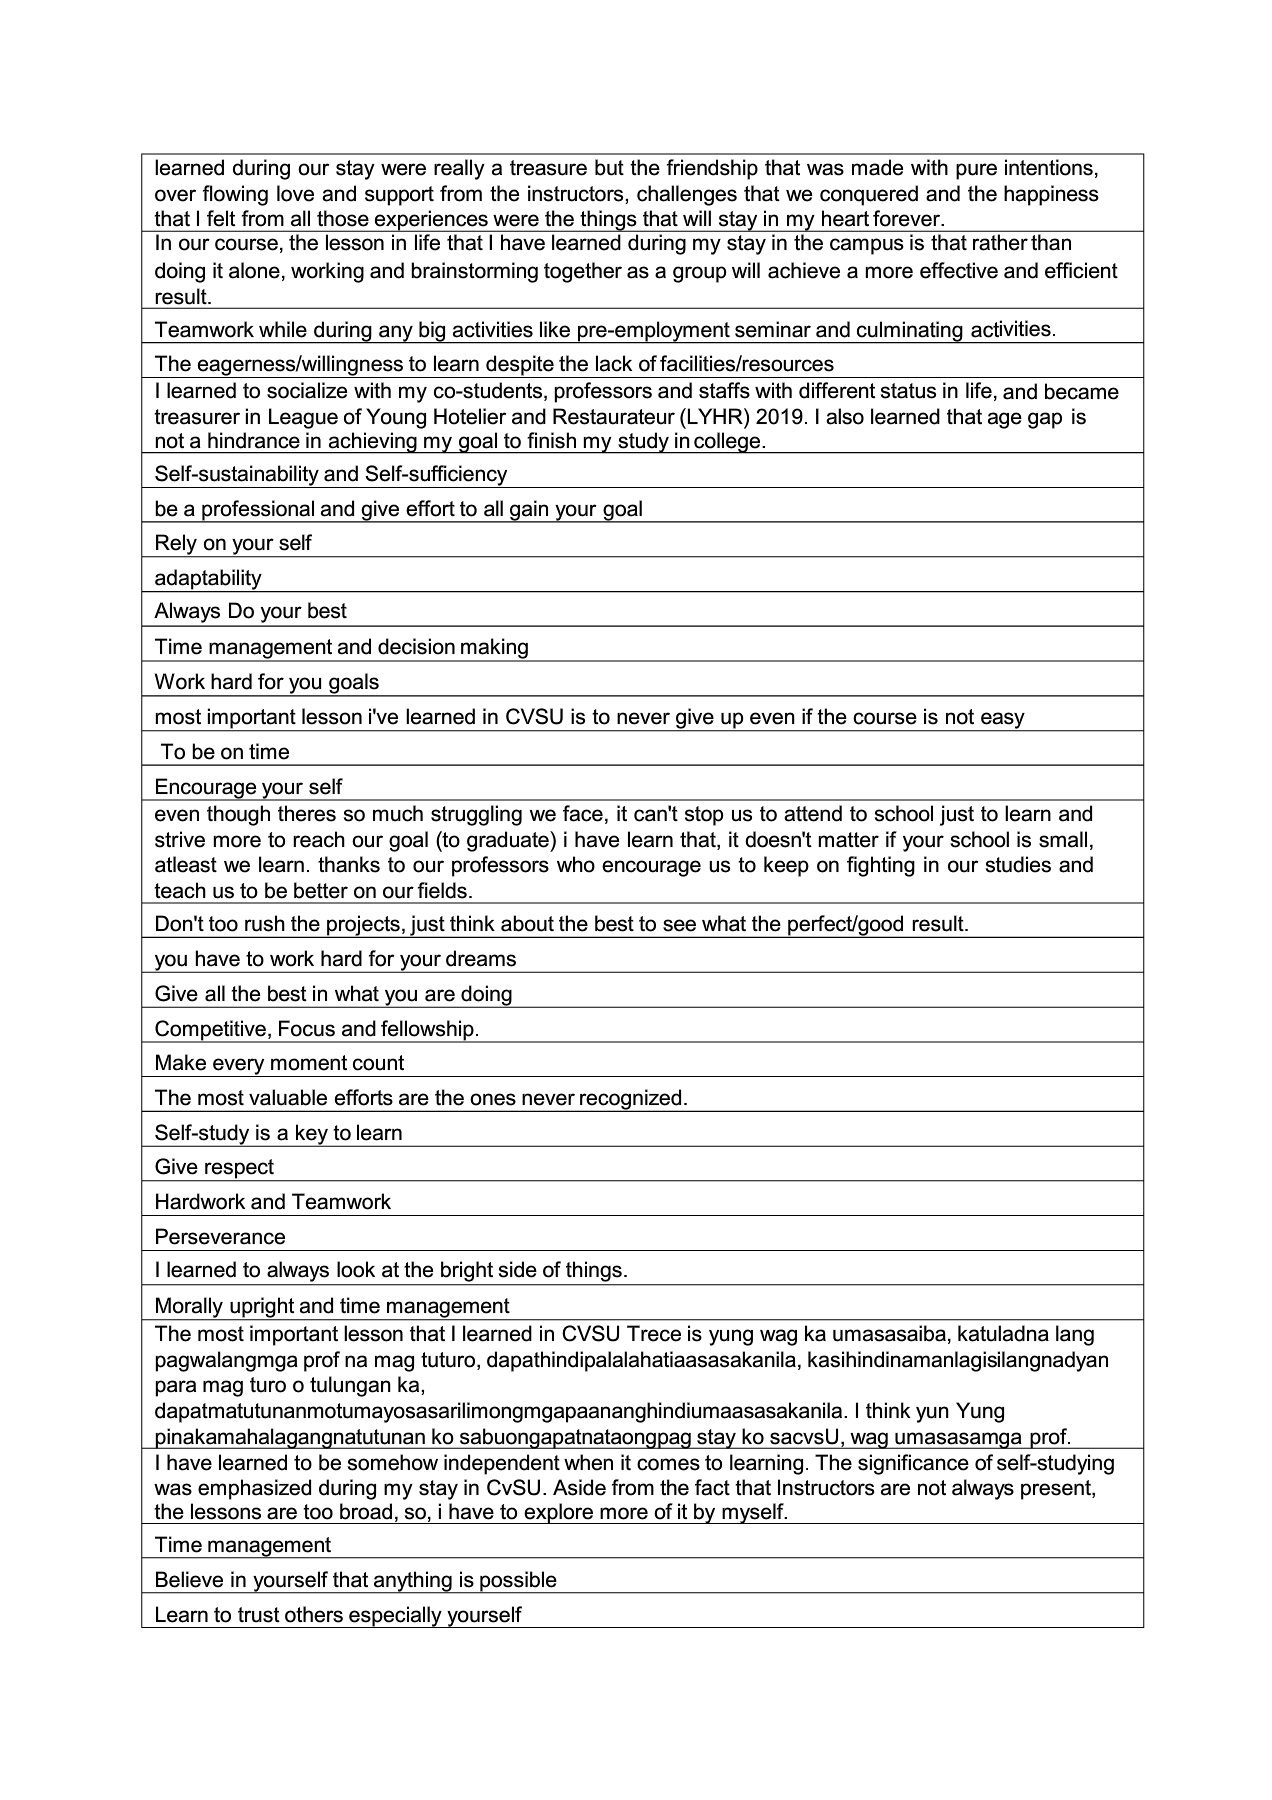 learned during our stay were really a treasure but the friendship that was made with pure intentions,
over flowing love and support from the instructors, challenges that we conquered and the happiness
that I felt from all those experiences were the things that will stay in my heart forever.
In our course, the lesson in life that I have learned during my stay in the campus is that rather than
doing it alone, working and brainstorming together as a group will achieve a more effective and efficient
result.
Teamwork while during any big activities like pre-employment seminar and culminating activities.
The eagerness/willingness to learn despite the lack of facilities/resources
I learned to socialize with my co-students, professors and staffs with different status in life, and became
treasurer in League of Young Hotelier and Restaurateur (LYHR) 2019. I also learned that age gap is
not a hindrance in achieving my goal to finish my study in college.
Self-sustainability and Self-sufficiency
be a professional and give effort to all gain your goal
Rely on your self
adaptability
Always Do your best
Time management and decision making
Work hard for you goals
most important lesson i've learned in CVSU is to never give up even if the course is not easy
To be on time
Encourage your self
even though theres so much struggling we face, it can't stop us to attend to school just to learn and
strive more to reach our goal (to graduate) i have learn that, it doesn't matter if your school is small,
atleast we learn. thanks to our professors who encourage us to keep on fighting in our studies and
teach us to be better on our fields.
Don't too rush the projects, just think about the best to see what the perfect/good result.
you have to work hard for your dreams
Give all the best in what you are doing
Competitive, Focus and fellowship.
Make every moment count
The most valuable efforts are the ones never recognized.
Self-study is a key to learn
Give respect
Hardwork and Teamwork
Perseverance
I learned to always look at the bright side of things.
Morally upright and time management
The most important lesson that I learned in CVSU Trece is yung wag ka umasasaiba, katuladna lang
pagwalangmga prof na mag tuturo, dapathindipalalahatiaasasakanila, kasihindinamanlagisilangnadyan
para mag turo o tulungan ka,
dapatmatutunanmotumayosasarilimongmgapaananghindiumaasasakanila. I think yun Yung
pinakamahalagangnatutunan ko sabuongapatnataongpag stay ko sacvsU, wag umasasamga prof.
I have learned to be somehow independent when it comes to learning. The significance of self-studying
was emphasized during my stay in CvSU. Aside from the fact that Instructors are not always present,
the lessons are too broad, so, i have to explore more of it by myself.
Time management
Believe in yourself that anything is possible
Learn to trust others especially yourself